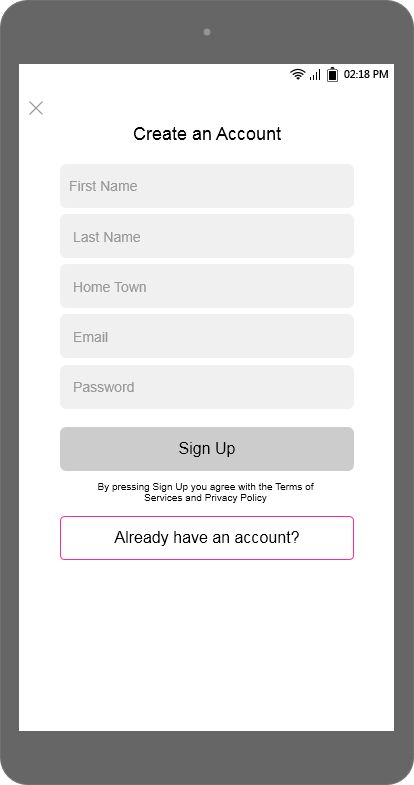 02:18 PM
Create an Account
First Name
Last Name
Home Town
Email
Password
Sign Up
By pressing Sign Up you agree with the Terms of
Services and Privacy Policy
Already have an account?